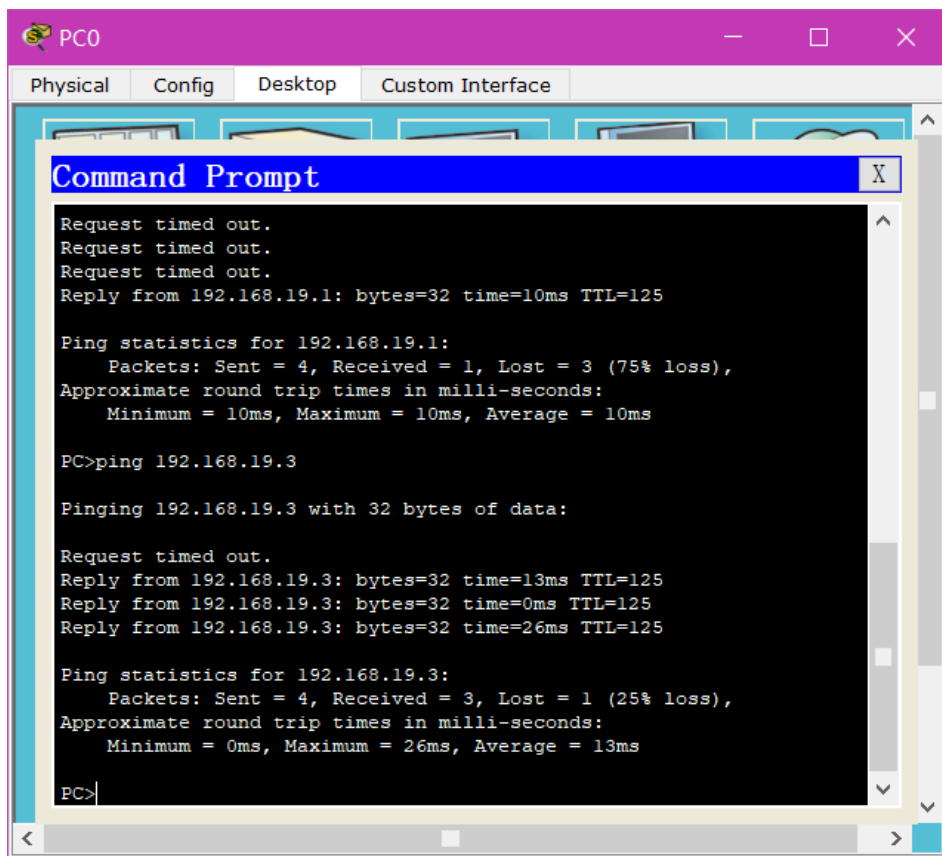 PC0
Physical Config Desktop Custom Interface
Command Prompt
X
Request timed out.
Request timed out.
Request timed out.
Reply from 192.168.19.1: bytes=32 time=10ms TTL=125
Ping statistics for 192.168.19.1:
Packets: Sent = 4, Received = 1, Lost = 3 (75% loss),
Approximate round trip times in milli-seconds:
Minimum = 10ms, Maximum = 10ms, Average = 10ms
PC>ping 192.168.19.3
Pinging 192.168.19.3 with 32 bytes of data:
Request timed out.
Reply from 192.168.19.3: bytes=32 time=13ms TTL=125
Reply from 192.168.19.3: bytes=32 time=0ms TTL=125
Reply from 192.168.19.3: bytes=32 time=26ms TTL=125
Ping statistics for 192.168.19.3:
Packets: Sent = 4, Received = 3, Lost = 1 (25% loss),
Approximate round trip times in milli-seconds:
Minimum = 0ms, Maximum = 26ms, Average = 13ms
PC>